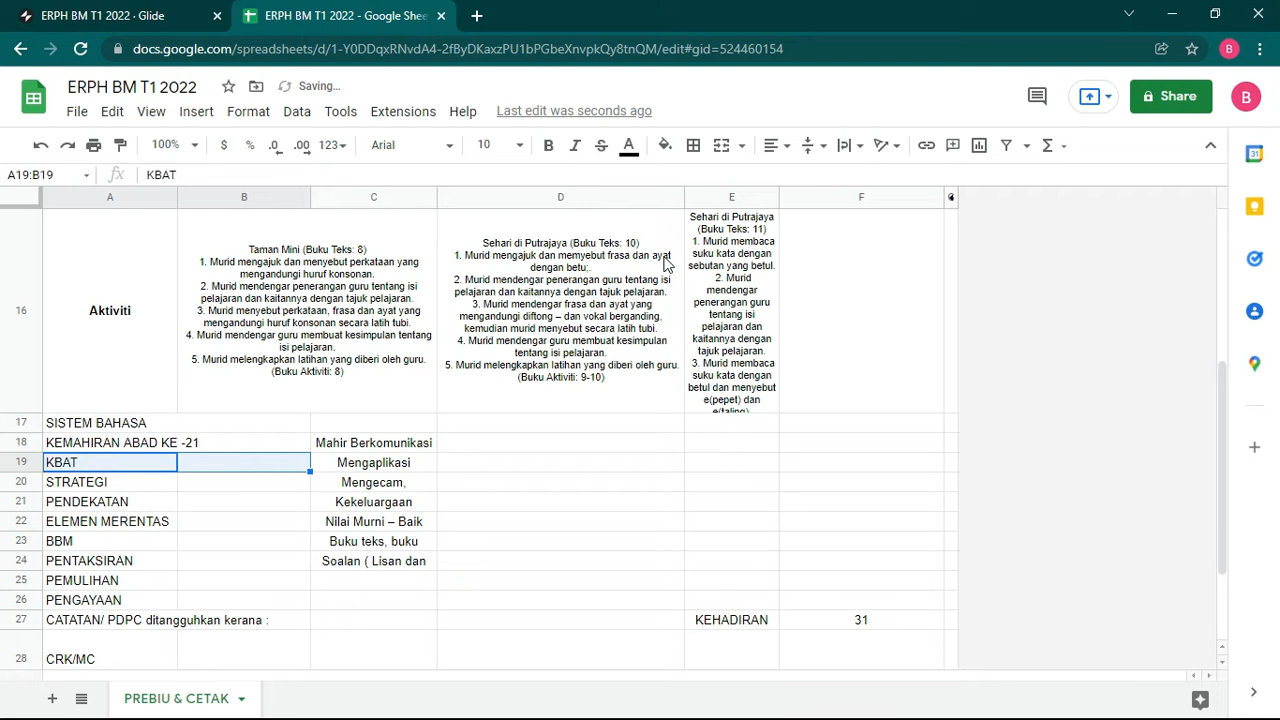 ERPH BM T1 2022 - Glide
ERPH BM T1 2022 - Google Shee
docs.google.com/spreadsheets/d/1-Y0DDqxRNvdA4-2fByDKaxzPU1bPGbeXnvpkQy8tnQM/edit#gid=524460154
B
ERPH BM T1 2022
Saving...
File Edit View Insert Format Data Tools Extensions Help Last edit was seconds ago
Share
B
100% $ % .0 .00 123 Arial 10 B I S A
A19:B19 fx KBAT
A B C D E F G
16
Aktiviti
Taman Mini (Buku Teks: 8)
1. Murid mengajuk dan menyebut perkataan yang
mengandungi huruf konsonan.
2. Murid mendengar penerangan guru tentang isi
pelajaran dan kaitannya dengan tajuk pelajaran.
3. Murid menyebut perkataan, frasa dan ayat yang
mengandungi huruf konsonan secara latih tubi.
4. Murid mendengar guru membuat kesimpulan tentang
isi pelajaran.
5. Murid melengkapkan latihan yang diberi oleh guru.
(Buku Aktiviti: 8)
Sehari di Putrajaya (Buku Teks: 10)
1. Murid mengajuk dan memyebut frasa dan ayat
dengan betu;.
2. Murid mendengar penerangan guru tentang isi
pelajaran dan kaitannya dengan tajuk pelajaran.
3. Murid mendengar frasa dan ayat yang
mengandungi diftong – dan vokal berganding,
kemudian murid menyebut secara latih tubi.
4. Murid mendengar guru membuat kesimpulan
tentang isi pelajaran.
5. Murid melengkapkan latihan yang diberi oleh guru.
(Buku Aktiviti: 9-10)
Sehari di Putrajaya
(Buku Teks: 11)
1. Murid membaca
suku kata dengan
sebutan yang betul.
2. Murid
mendengar
penerangan guru
tentang isi
pelajaran dan
kaitannya dengan
tajuk pelajaran.
3. Murid membaca
suku kata dengan
betul dan menyebut
e(pepet) dan
e(taling)
17 SISTEM BAHASA
18 KEMAHIRAN ABAD KE -21 Mahir Berkomunikasi
19 KBAT Mengaplikasi
20 STRATEGI Mengecam,
21 PENDEKATAN Kekeluargaan
22 ELEMEN MERENTAS Nilai Murni – Baik
23 BBM Buku teks, buku
24 PENTAKSIRAN Soalan ( Lisan dan
25 PEMULIHAN
26 PENGAYAAN
27 CATATAN/ PDPC ditangguhkan kerana : KEHADIRAN 31
28 CRK/MC
PREBIU & CETAK